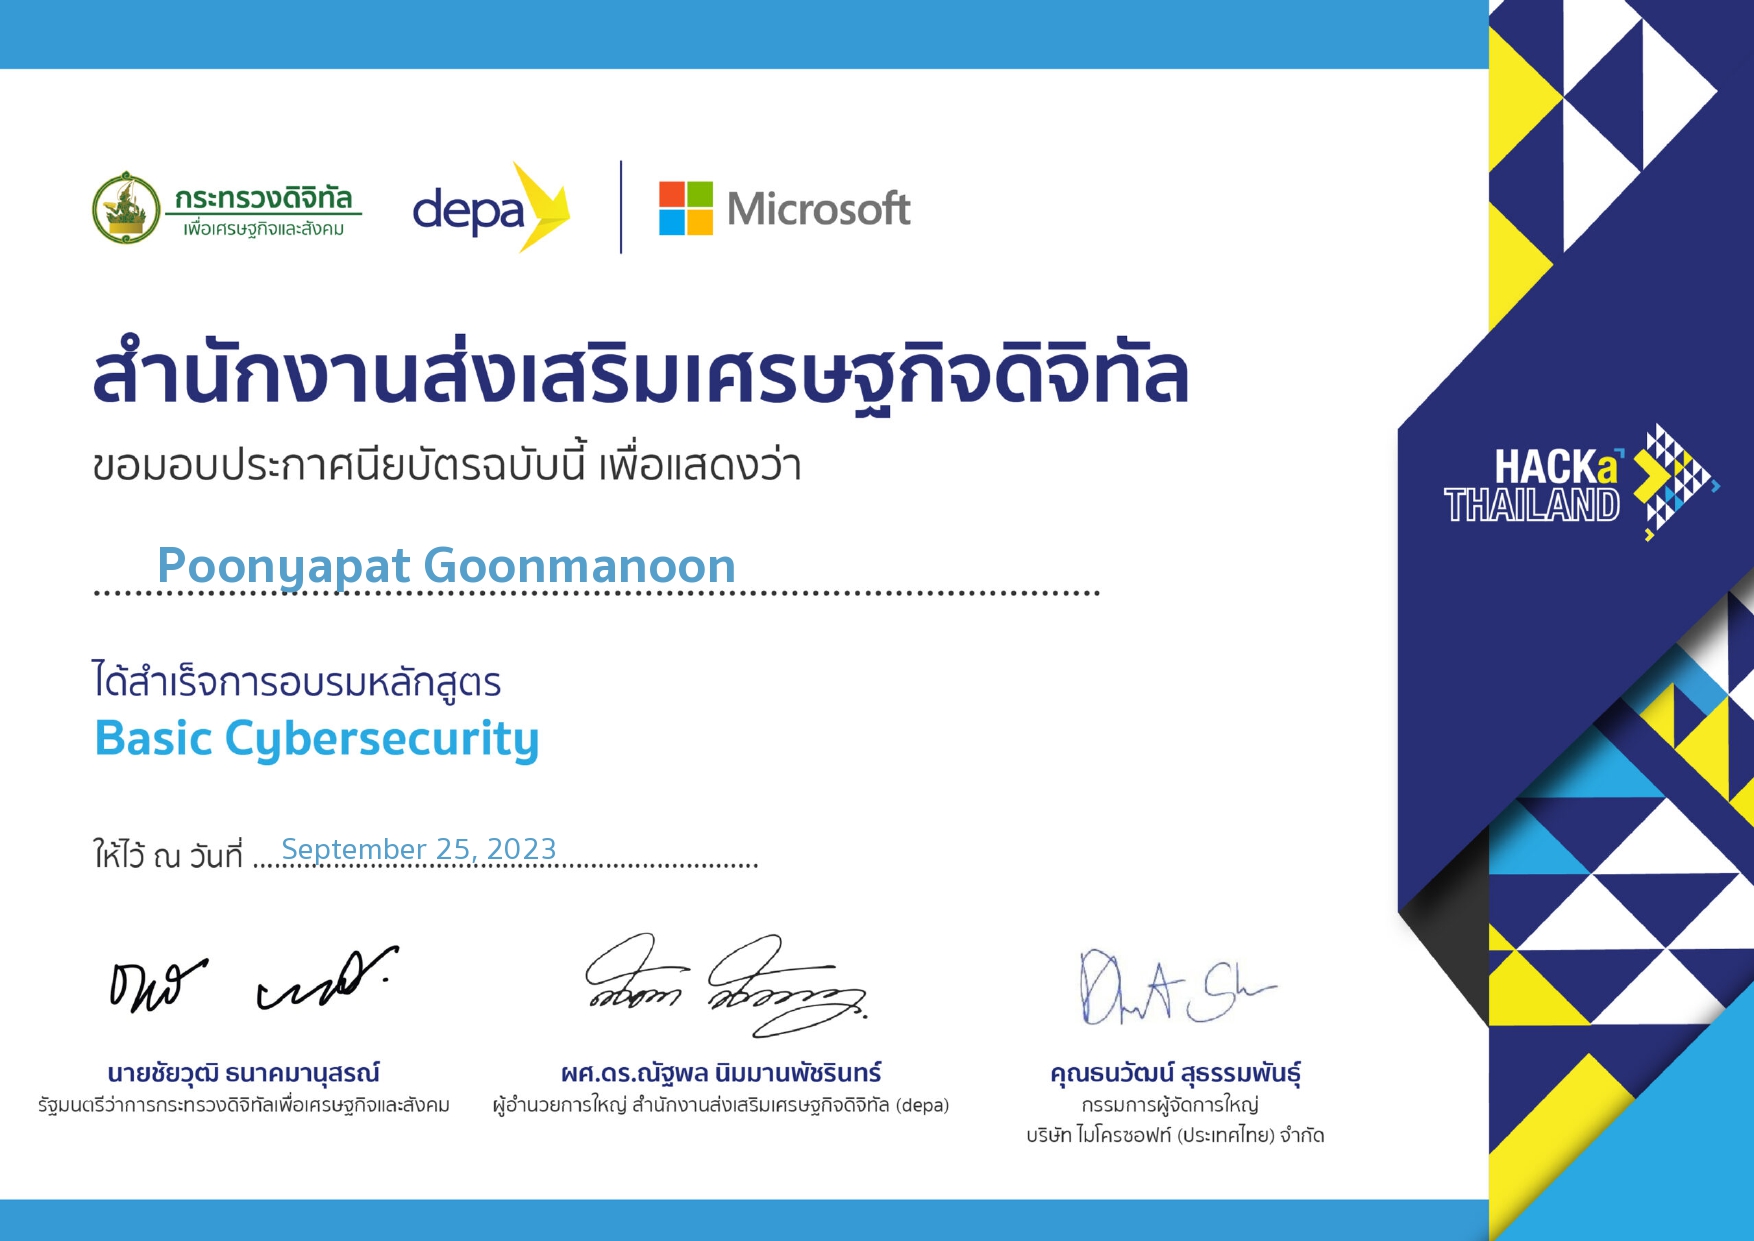 กระทรวงดิจิทัล
เพื่อเศรษฐกิจและสังคม
depa
Microsoft
สำนักงานส่งเสริมเศรษฐกิจดิจิทัล
ขอมอบประกาศนียบัตรฉบับนี้ เพื่อแสดงว่า
Poonyapat Goonmanoon
ได้สำเร็จการอบรมหลักสูตร
Basic Cybersecurity
ให้ไว้ ณ วันที่ September 25, 2023
HACKa
THAILAND
นายชัยวุฒิ ธนาคมานุสรณ์
รัฐมนตรีว่าการกระทรวงดิจิทัลเพื่อเศรษฐกิจและสังคม
ผศ.ดร.ณัฐพล นิมมานพัชรินทร์
ผู้อำนวยการใหญ่ สำนักงานส่งเสริมเศรษฐกิจดิจิทัล (depa)
คุณธนวัฒน์ สุธรรมพันธุ์
กรรมการผู้จัดการใหญ่
บริษัท ไมโครซอฟท์ (ประเทศไทย) จำกัด